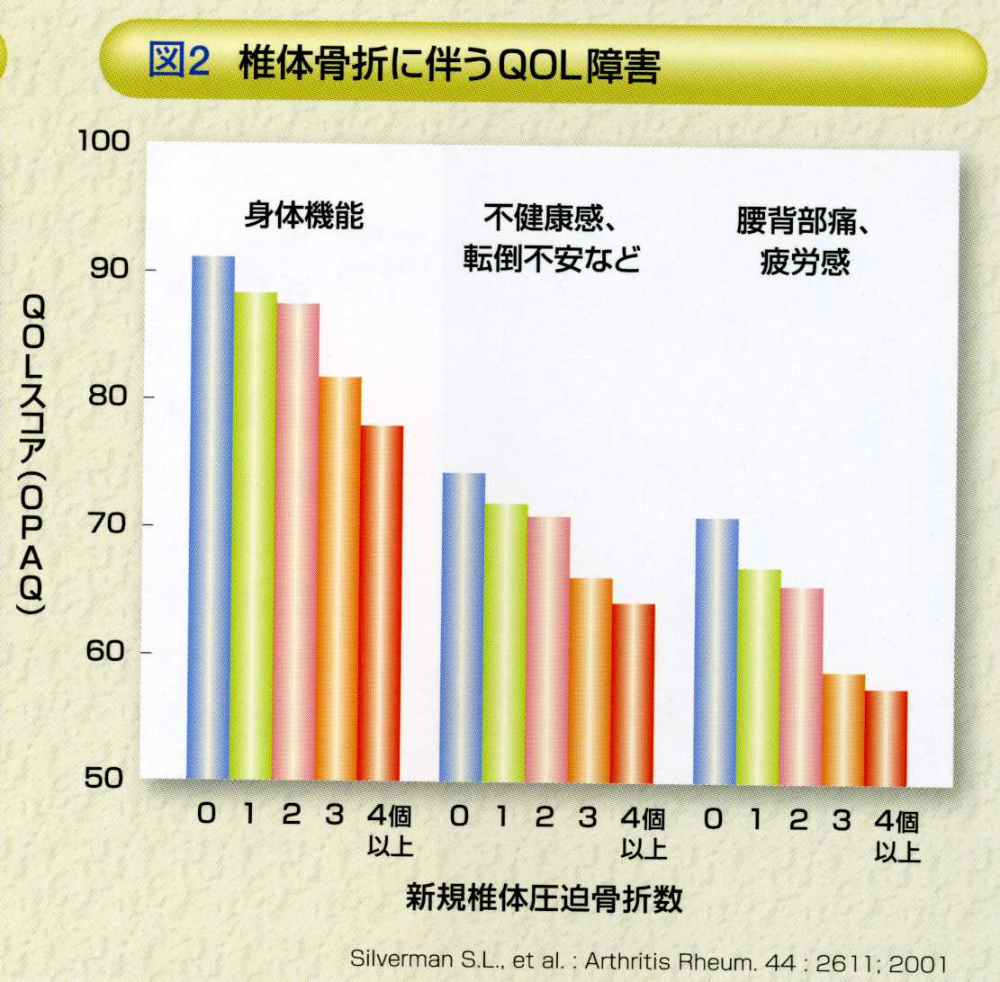 図2 椎体骨折に伴うQOL障害
100
90
80
70
60
50
QOLスコア(OPAQ)
身体機能
不健康感、
転倒不安など
腰背部痛、
疲労感
0 1 2 3 4個
以上
0 1 2 3 4個
以上
0 1 2 3 4個
以上
新規椎体圧迫骨折数
Silverman S.L., et al. : Arthritis Rheum. 44 : 2611; 2001